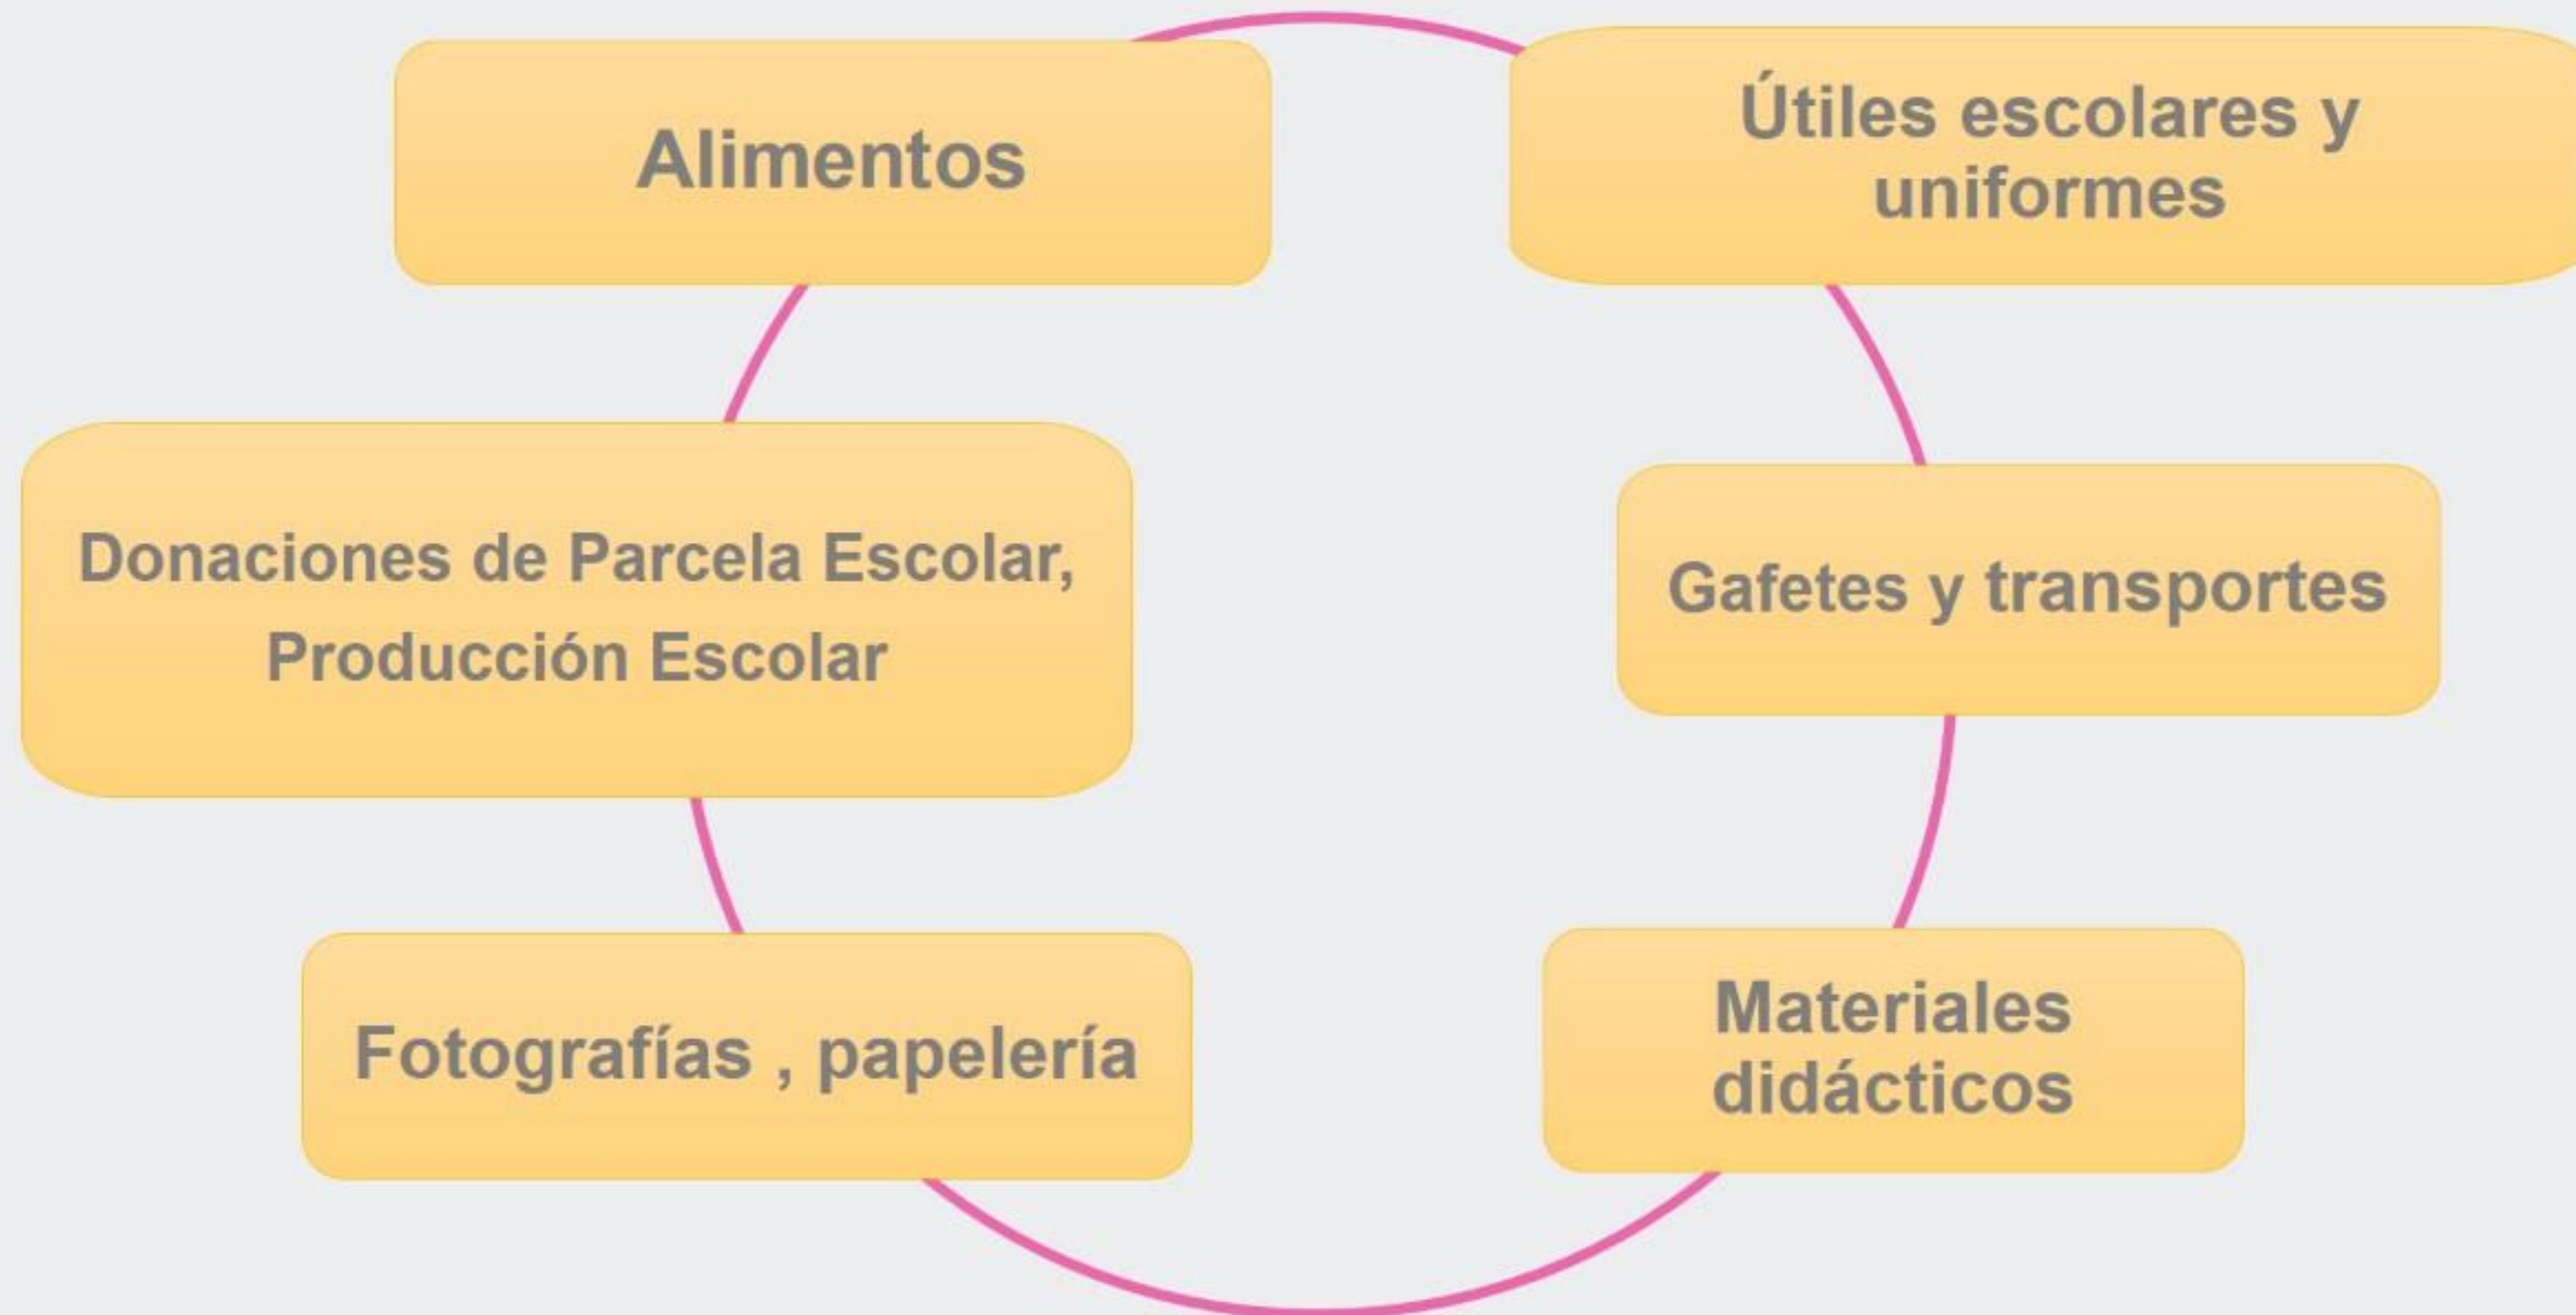 Alimentos
Útiles escolares y
uniformes
Donaciones de Parcela Escolar,
Producción Escolar
Gafetes y transportes
Fotografías , papelería
Materiales
didácticos